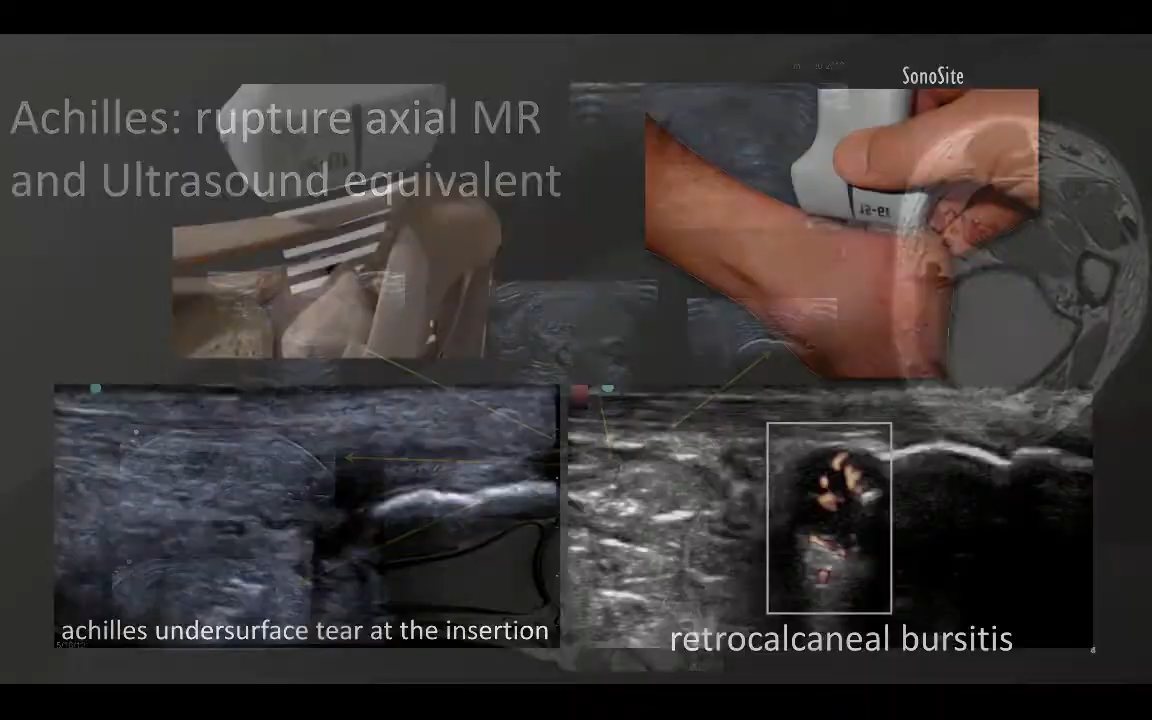 SonoSite
Achilles: rupture axial MR
and Ultrasound equivalent
achilles undersurface tear at the insertion
retrocalcaneal bursitis